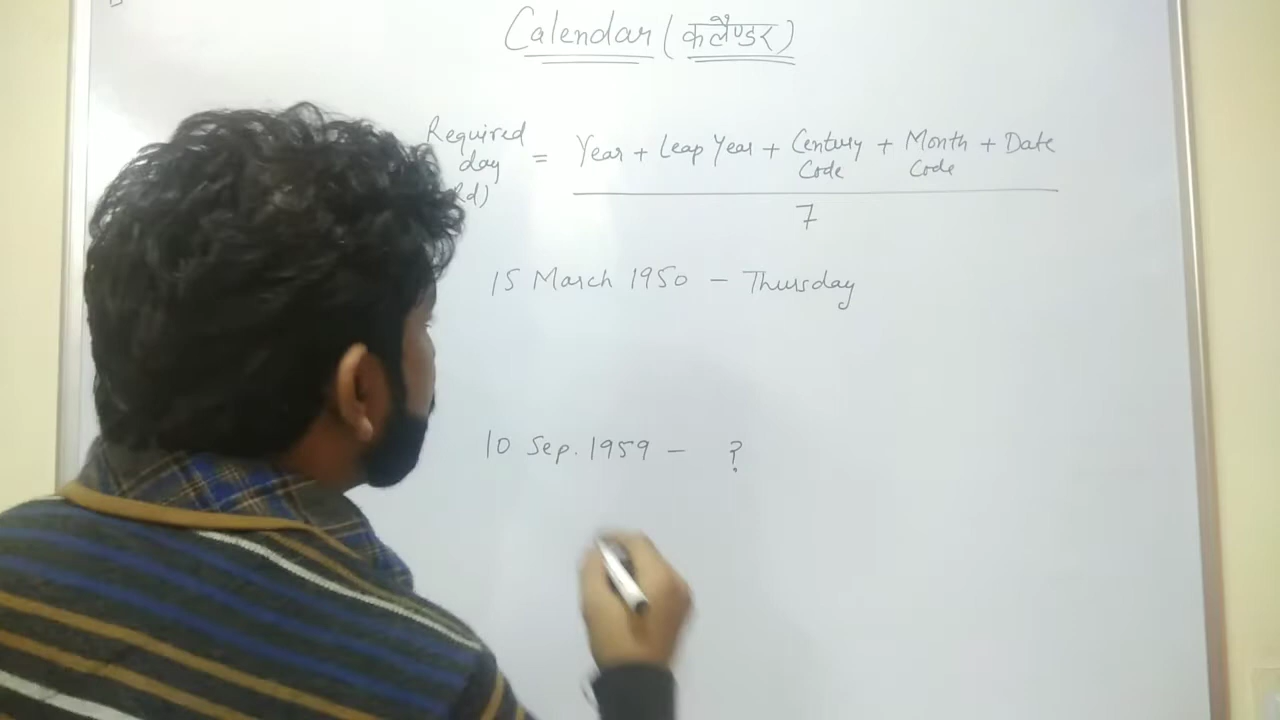 Calendar (कलैण्डर)
Required day = Year + Leap Year + Century Code + Month Code + Date
7
15 March 1950 - Thursday
10 Sep. 1959 - ?